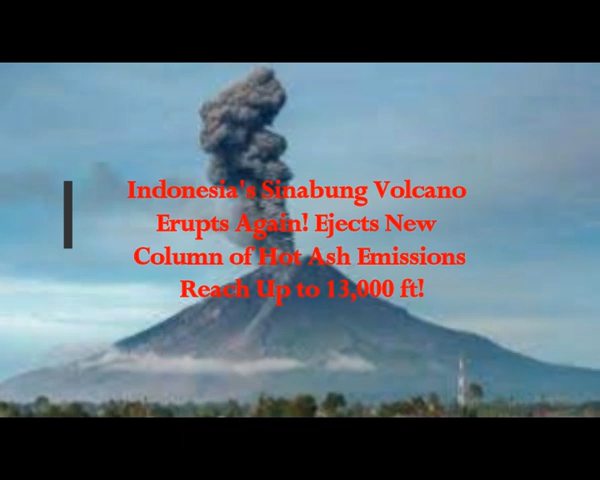 Indonesia's Sinabung Volcano
Erupts Again! Ejects New
Column of Hot Ash Emissions
Reach Up to 13,000 ft!